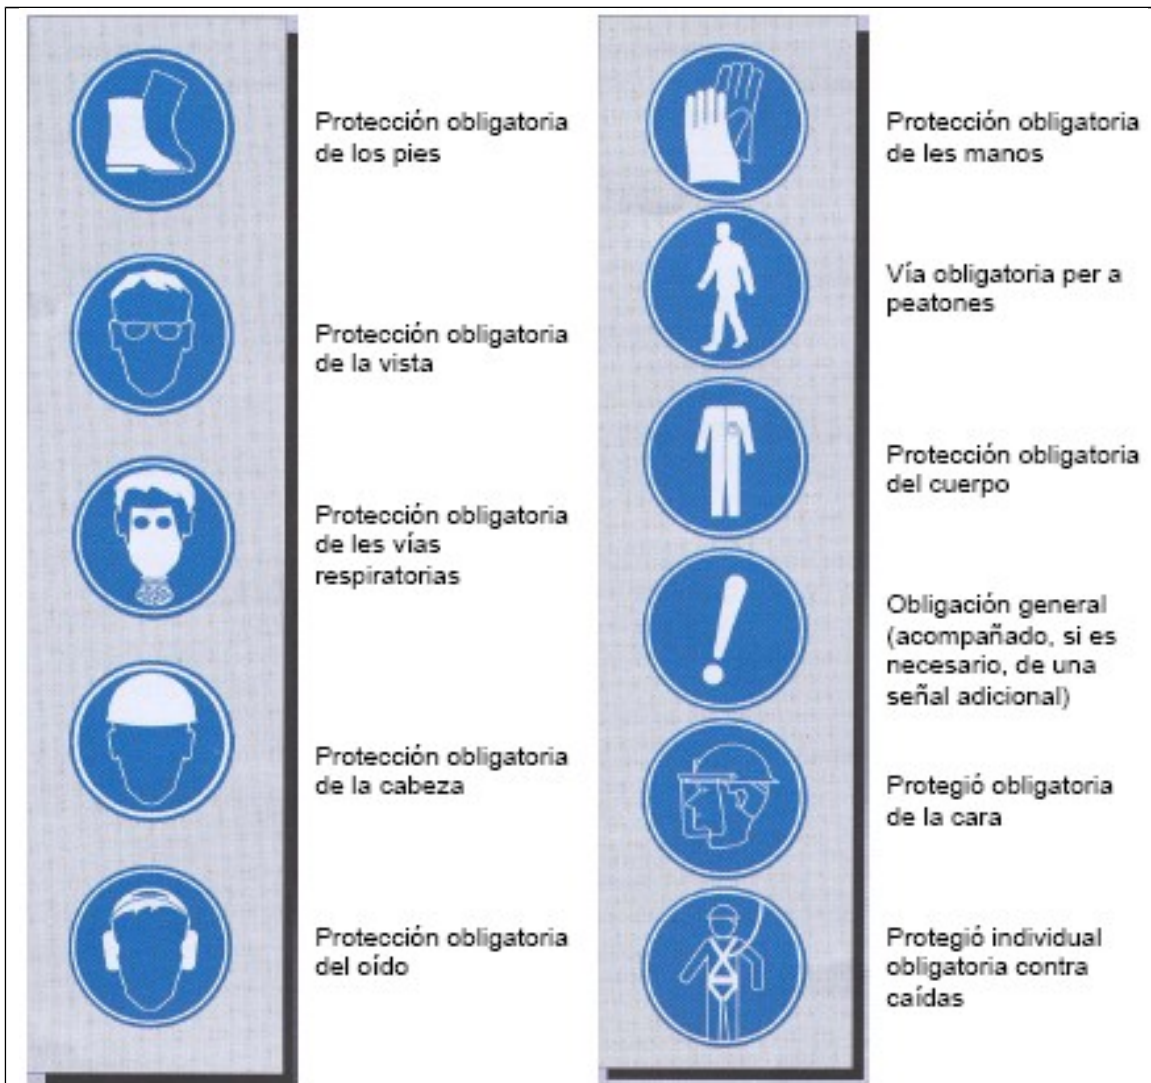 Protección obligatoria
de los pies
Protección obligatoria
de la vista
Protección obligatoria
de les vías
respiratorias
Protección obligatoria
de la cabeza
Protección obligatoria
del oído
Protección obligatoria
de les manos
Vía obligatoria per a
peatones
Protección obligatoria
del cuerpo
Obligación general
(acompañado, si es
necesario, de una
señal adicional)
Protegió obligatoria
de la cara
Protegió individual
obligatoria contra
caídas